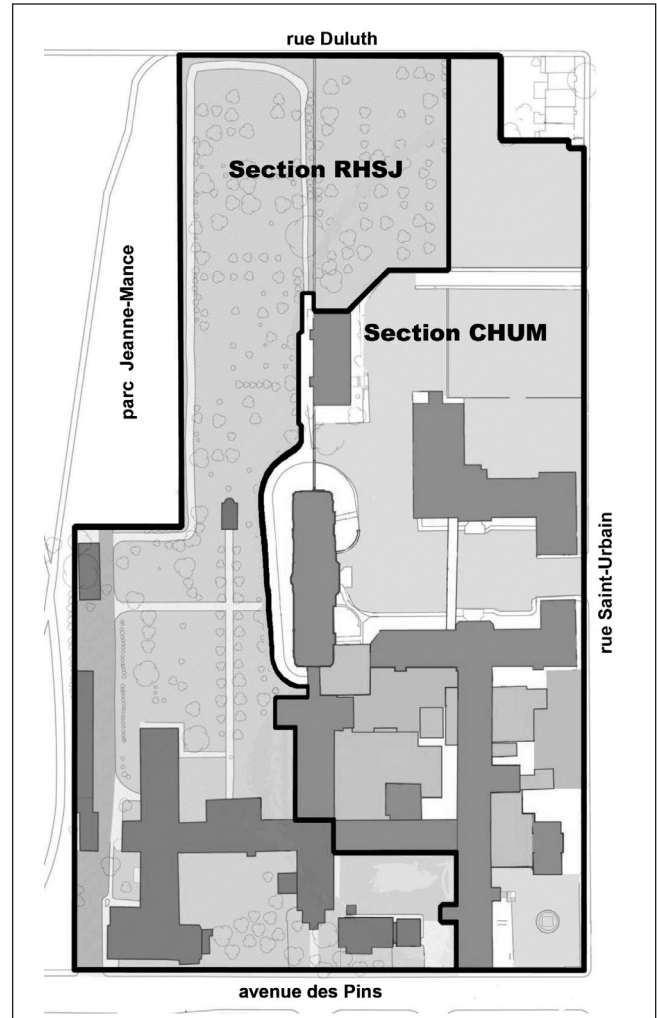 rue Duluth
Section RHSJ
parc Jeanne-Mance
Section CHUM
rue Saint-Urbain
avenue des Pins